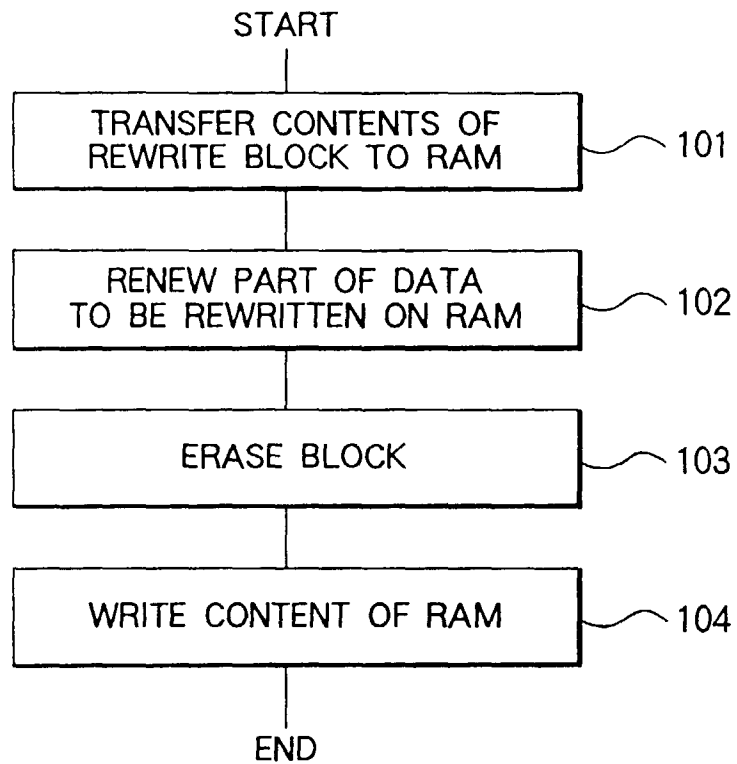 START
TRANSFER CONTENTS OF
REWRITE BLOCK TO RAM
101
RENEW PART OF DATA
TO BE REWRITTEN ON RAM
102
ERASE BLOCK
103
WRITE CONTENT OF RAM
104
END